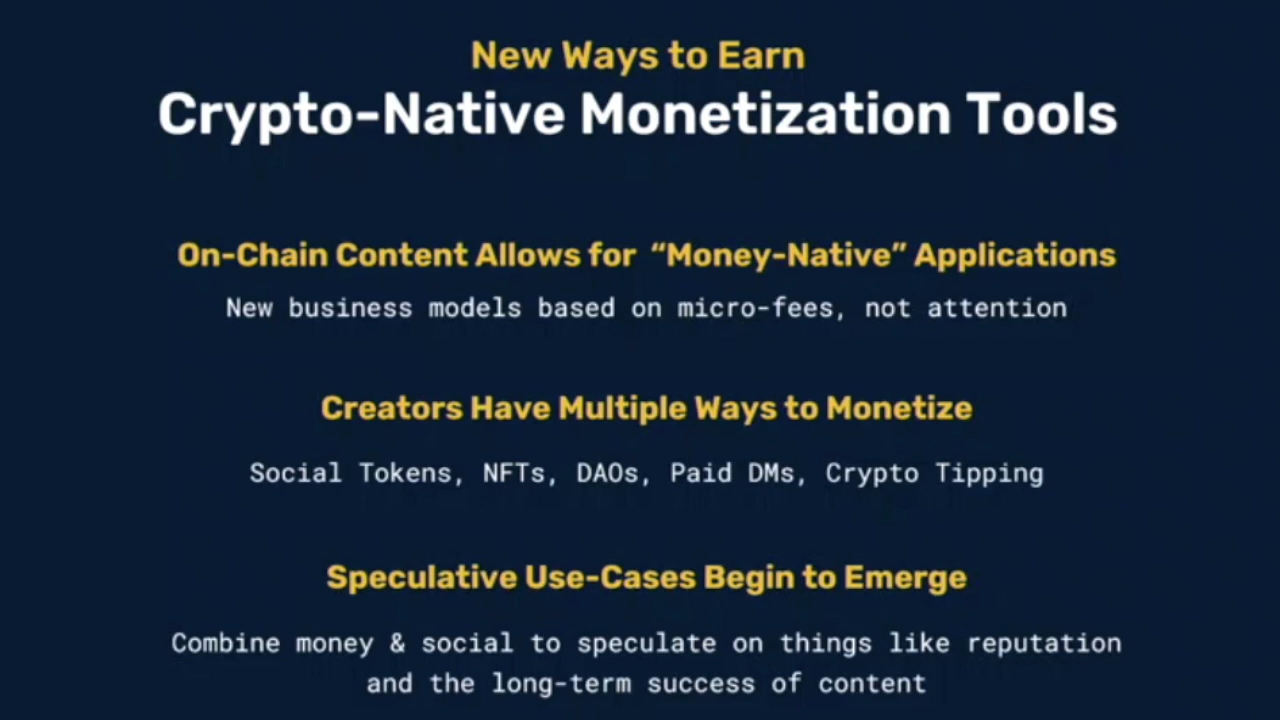 New Ways to Earn
Crypto-Native Monetization Tools
On-Chain Content Allows for “Money-Native” Applications
New business models based on micro-fees, not attention
Creators Have Multiple Ways to Monetize
Social Tokens, NFTs, DAOs, Paid DMs, Crypto Tipping
Speculative Use-Cases Begin to Emerge
Combine money & social to speculate on things like reputation
and the long-term success of content